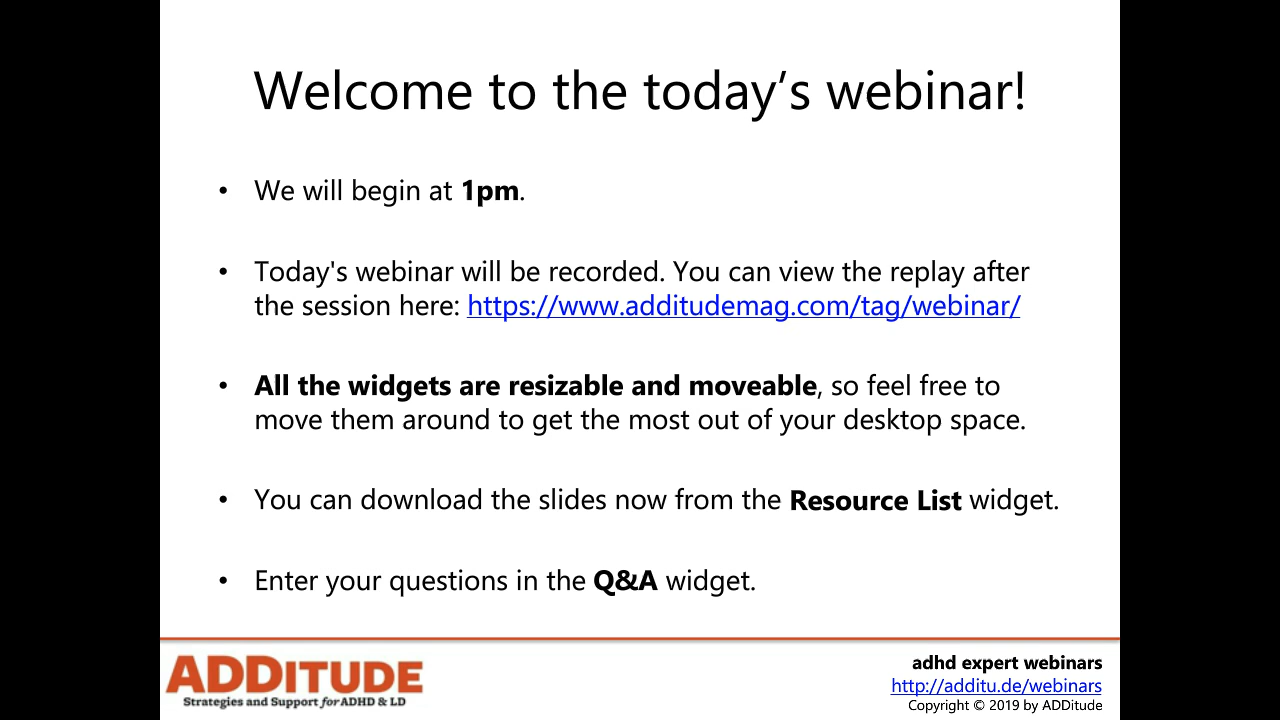 Welcome to the today’s webinar!
• We will begin at 1pm.
• Today's webinar will be recorded. You can view the replay after
the session here: https://www.additudemag.com/tag/webinar/
• All the widgets are resizable and moveable, so feel free to
move them around to get the most out of your desktop space.
• You can download the slides now from the Resource List widget.
• Enter your questions in the Q&A widget.
ADDiTUDE
Strategies and Support for ADHD & LD
adhd expert webinars
http://additu.de/webinars
Copyright © 2019 by ADDitude